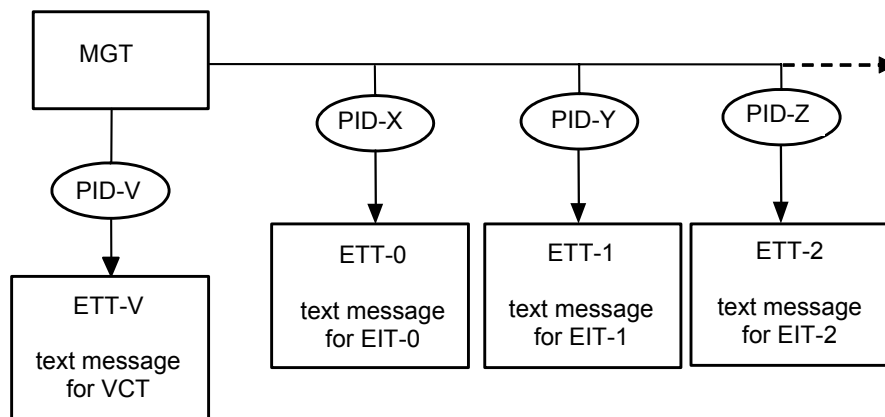 MGT
PID-X
PID-Y
PID-Z
PID-V
ETT-0
text message
for EIT-0
ETT-1
text message
for EIT-1
ETT-2
text message
for EIT-2
ETT-V
text message
for VCT